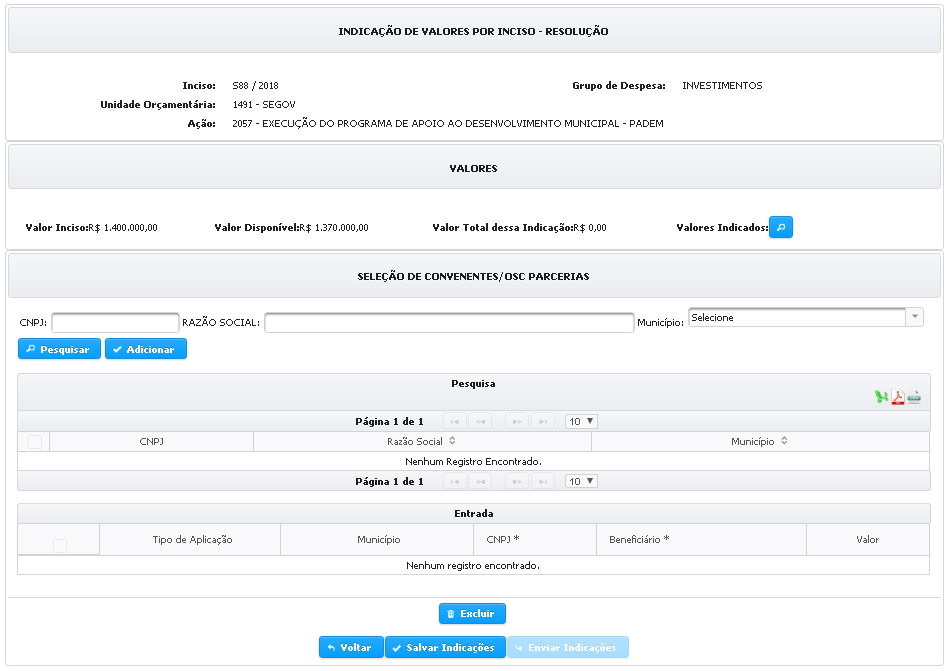 INDICAÇÃO DE VALORES POR INCISO - RESOLUÇÃO
Inciso: S88 / 2018 Grupo de Despesa: INVESTIMENTOS
Unidade Orçamentária: 1491 - SEGOV
Ação: 2057 - EXECUÇÃO DO PROGRAMA DE APOIO AO DESENVOLVIMENTO MUNICIPAL - PADEM
VALORES
Valor Inciso:R$ 1.400.000,00 Valor Disponível:R$ 1.370.000,00 Valor Total dessa Indicação:R$ 0,00 Valores Indicados:
SELEÇÃO DE CONVENENTES/OSC PARCERIAS
CNPJ: RAZÃO SOCIAL: Município: Selecione
Pesquisar Adicionar
Pesquisa
Página 1 de 1 10
CNPJ Razão Social Município
Nenhum Registro Encontrado.
Página 1 de 1 10
Entrada
Tipo de Aplicação Município CNPJ * Beneficiário * Valor
Nenhum registro encontrado.
Excluir
Voltar Salvar Indicações Enviar Indicações